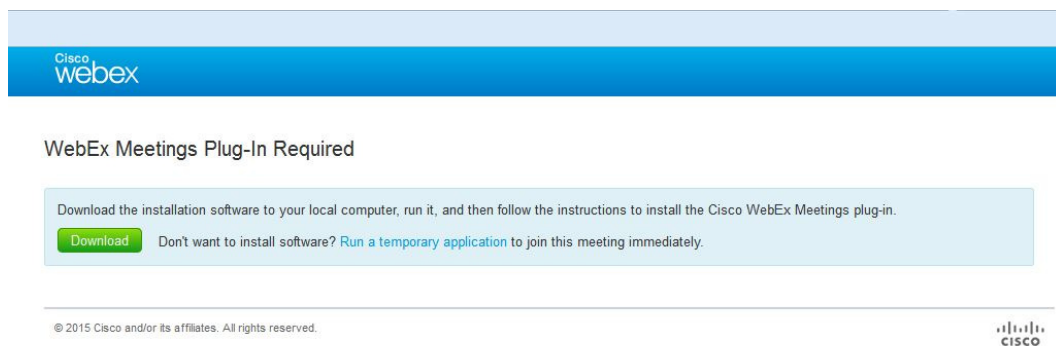 Cisco
webex
WebEx Meetings Plug-In Required
Download the installation software to your local computer, run it, and then follow the instructions to install the Cisco WebEx Meetings plug-in.
Download Don't want to install software? Run a temporary application to join this meeting immediately.
© 2015 Cisco and/or its affiliates. All rights reserved.
CISCO